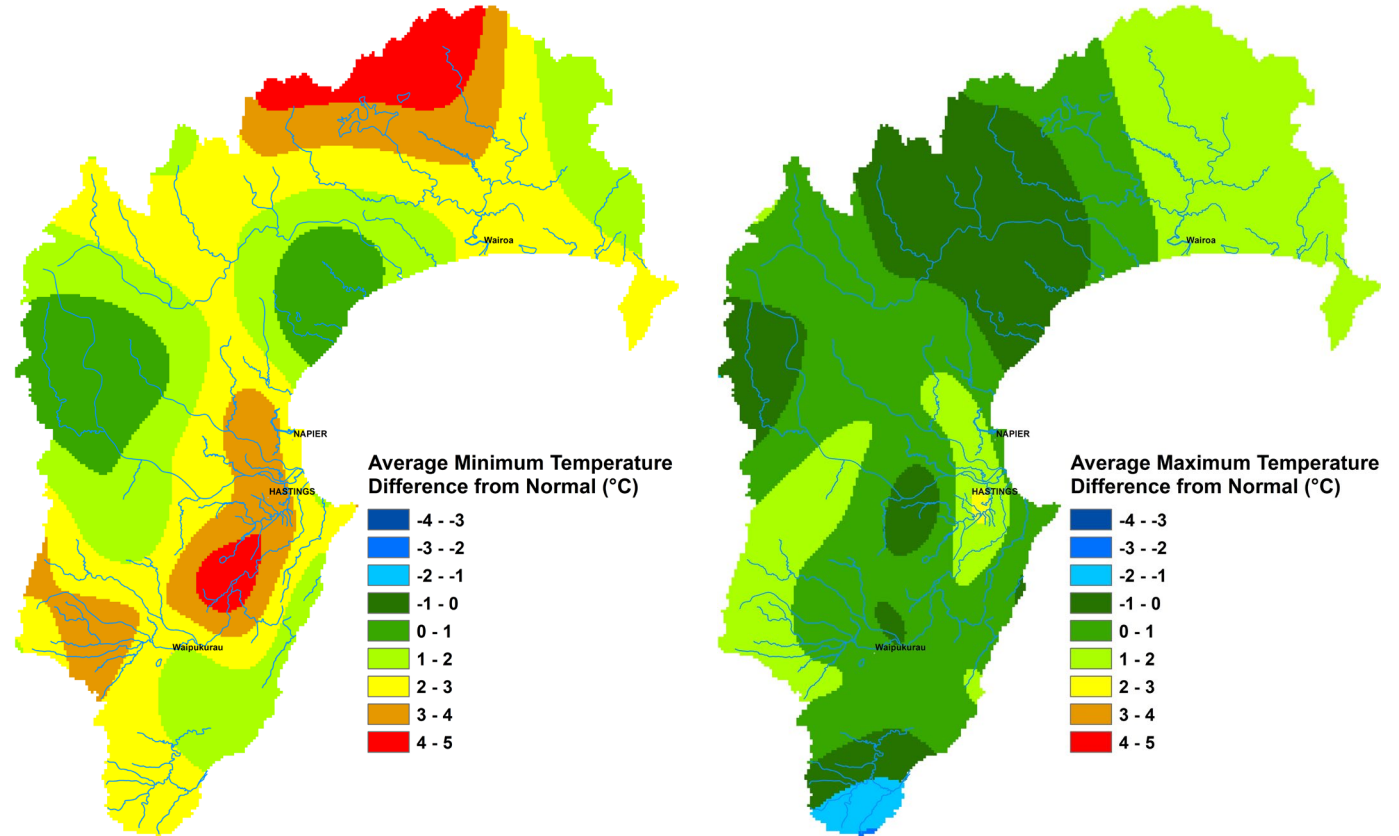 Wairoa
NAPIER
HASTINGS
Waipukurau
Average Minimum Temperature
Difference from Normal (°C)
-4 - -3
-3 - -2
-2 - -1
-1 - 0
0 - 1
1 - 2
2 - 3
3 - 4
4 - 5
Wairoa
NAPIER
HASTINGS
Waipukurau
Average Maximum Temperature
Difference from Normal (°C)
-4 - -3
-3 - -2
-2 - -1
-1 - 0
0 - 1
1 - 2
2 - 3
3 - 4
4 - 5